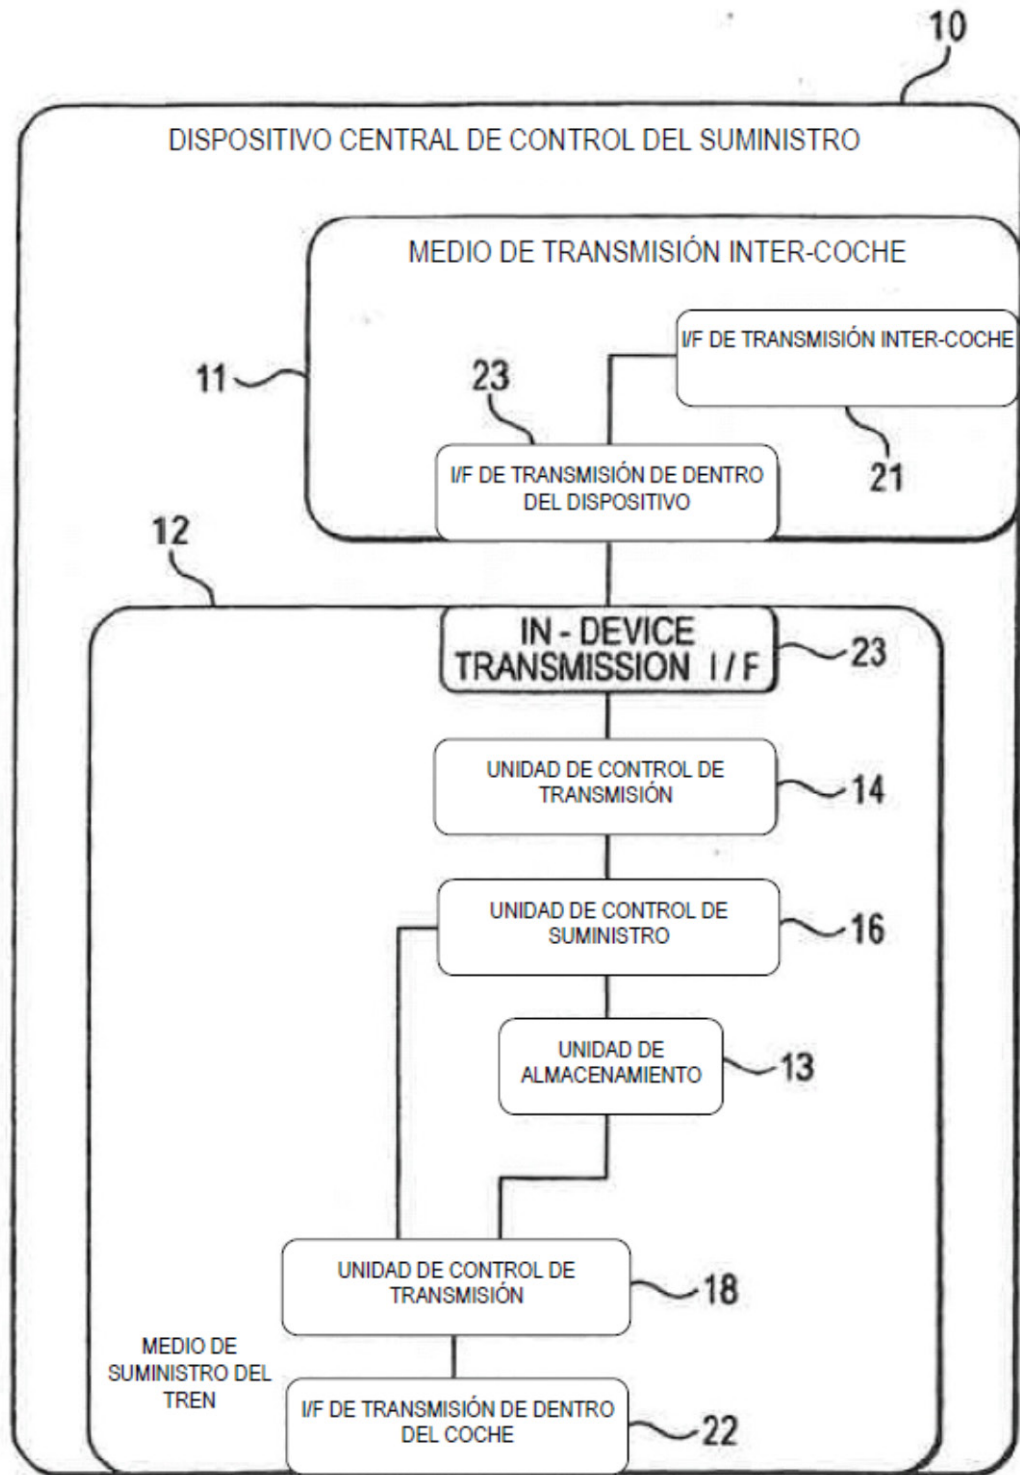 10
DISPOSITIVO CENTRAL DE CONTROL DEL SUMINISTRO
MEDIO DE TRANSMISIÓN INTER-COCHE
I/F DE TRANSMISIÓN INTER-COCHE
11
23
21
I/F DE TRANSMISIÓN DE DENTRO
DEL DISPOSITIVO
12
IN - DEVICE
TRANSMISSION I / F
23
UNIDAD DE CONTROL DE
TRANSMISIÓN
14
UNIDAD DE CONTROL DE
SUMINISTRO
16
UNIDAD DE
ALMACENAMIENTO
13
UNIDAD DE CONTROL DE
TRANSMISIÓN
18
MEDIO DE
SUMINISTRO DEL
TREN
I/F DE TRANSMISIÓN DE DENTRO
DEL COCHE
22